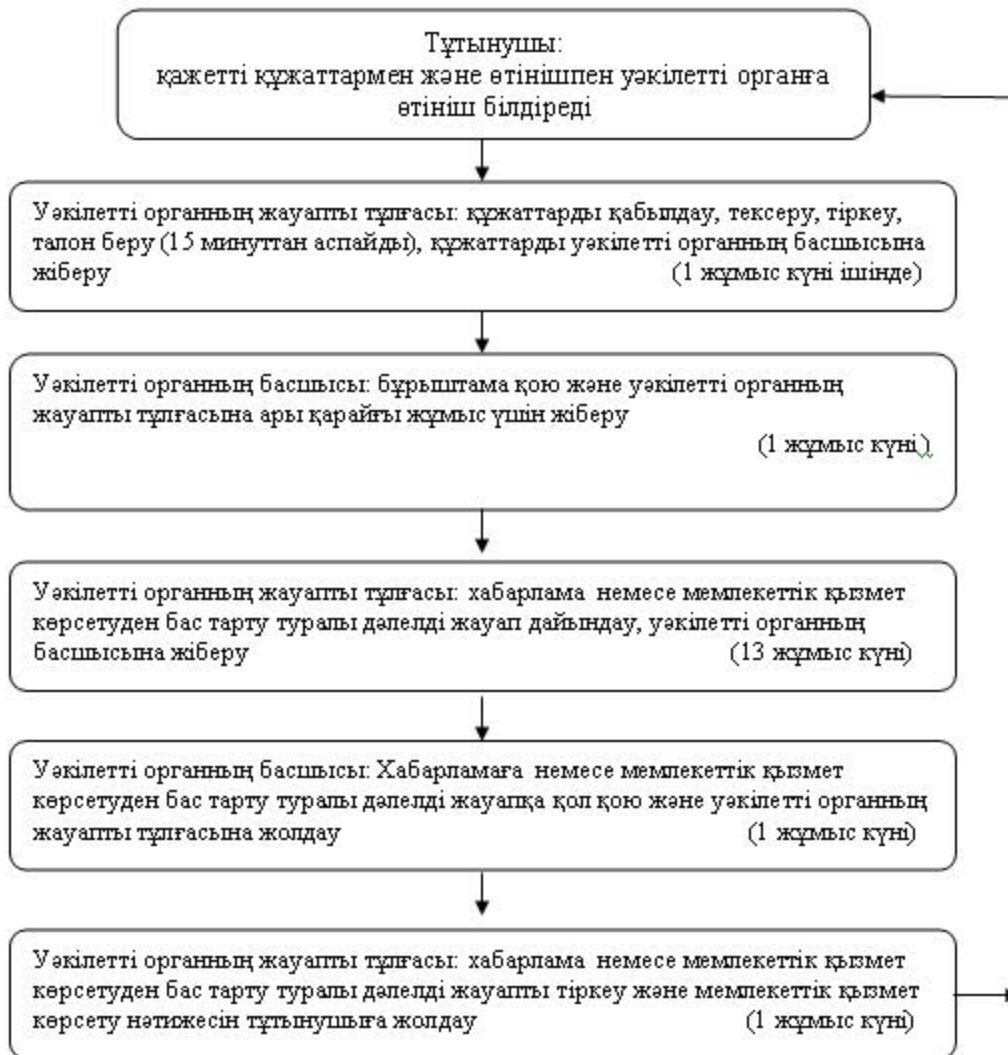 Тұтынушы:
қажетті құжаттармен және өтінішпен уәкілетті органға
өтініш білдіреді
Уәкілетті органның жауапты тұлғасы: құжаттарды қабылдау, тексеру, тіркеу,
талон беру (15 минуттан аспайды), құжаттарды уәкілетті органның басшысына
жіберу (1 жұмыс күні ішінде)
Уәкілетті органның басшысы: бұрыштама қою және уәкілетті органның
жауапты тұлғасына ары қарайғы жұмыс үшін жіберу
(1 жұмыс күні)
Уәкілетті органның жауапты тұлғасы: хабарлама немесе мемлекеттік қызмет
көрсетуден бас тарту туралы дәлелді жауап дайындау, уәкілетті органның
басшысына жіберу (13 жұмыс күні)
Уәкілетті органның басшысы: Хабарламаға немесе мемлекеттік қызмет
көрсетуден бас тарту туралы дәлелді жауапқа қол қою және уәкілетті органның
жауапты тұлғасына жолдау (1 жұмыс күні)
Уәкілетті органның жауапты тұлғасы: хабарлама немесе мемлекеттік қызмет
көрсетуден бас тарту туралы дәлелді жауапты тіркеу және мемлекеттік қызмет
көрсету нәтижесін тұтынушыға жолдау (1 жұмыс күні)